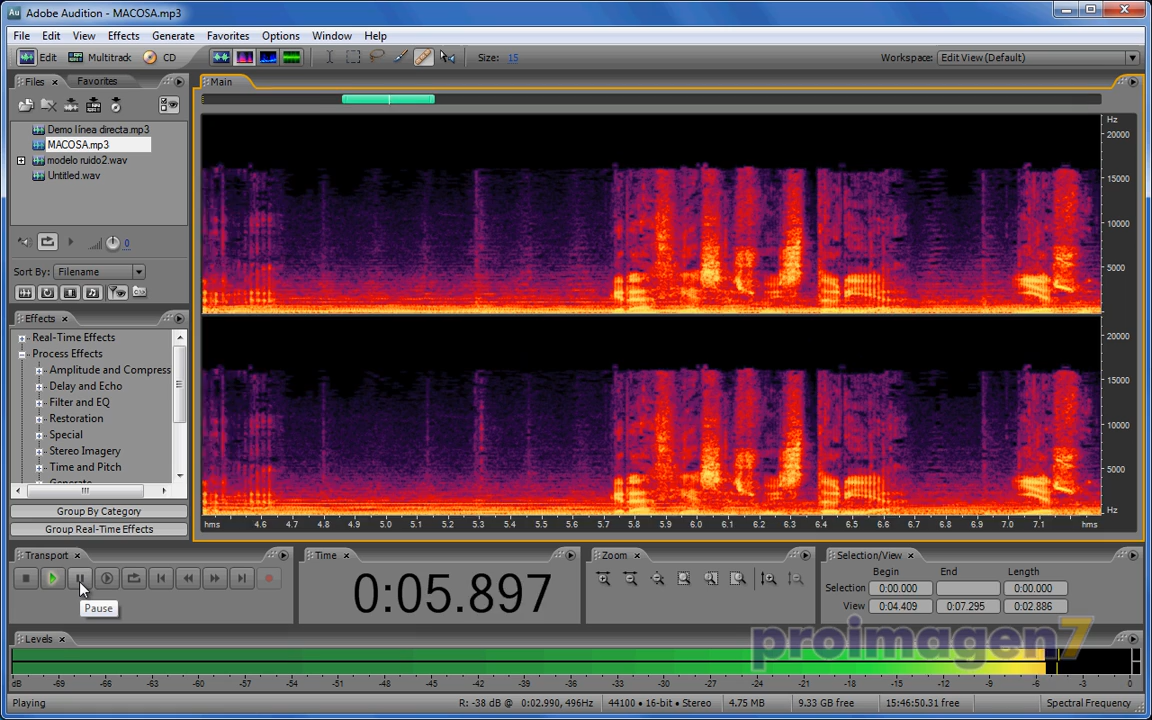 Au Adobe Audition - MACOSA.mp3
File Edit View Effects Generate Favorites Options Window Help
Edit Multitrack CD Size: 15 Workspace: Edit View (Default)
Files Favorites
Main
Demo línea directa.mp3
MACOSA.mp3
modelo ruido2.wav
Untitled.wav
0
Sort By: Filename
Effects
Real-Time Effects
Process Effects
Amplitude and Compress
Delay and Echo
Filter and EQ
Restoration
Special
Stereo Imagery
Time and Pitch
Group By Category
Group Real-Time Effects
Hz
20000
15000
10000
5000
20000
15000
10000
5000
Hz
hms 4.6 4.7 4.8 4.9 5.0 5.1 5.2 5.3 5.4 5.5 5.6 5.7 5.8 5.9 6.0 6.1 6.2 6.3 6.4 6.5 6.6 6.7 6.8 6.9 7.0 7.1 hms
Transport
Pause
Time
0:05.897
Zoom
Selection/View
Begin End Length
Selection 0:00.000 0:00.000
View 0:04.409 0:07.295 0:02.886
proimagen7
Levels
dB -69 -66 -63 -60 -57 -54 -51 -48 -45 -42 -39 -36 -33 -30 -27 -24 -21 -18 -15 -12 -9 -6 -3 0
Playing R: -38 dB @ 0:02.990, 496Hz 44100 • 16-bit • Stereo 4.75 MB 9.33 GB free 15:46:50.31 free Spectral Frequency